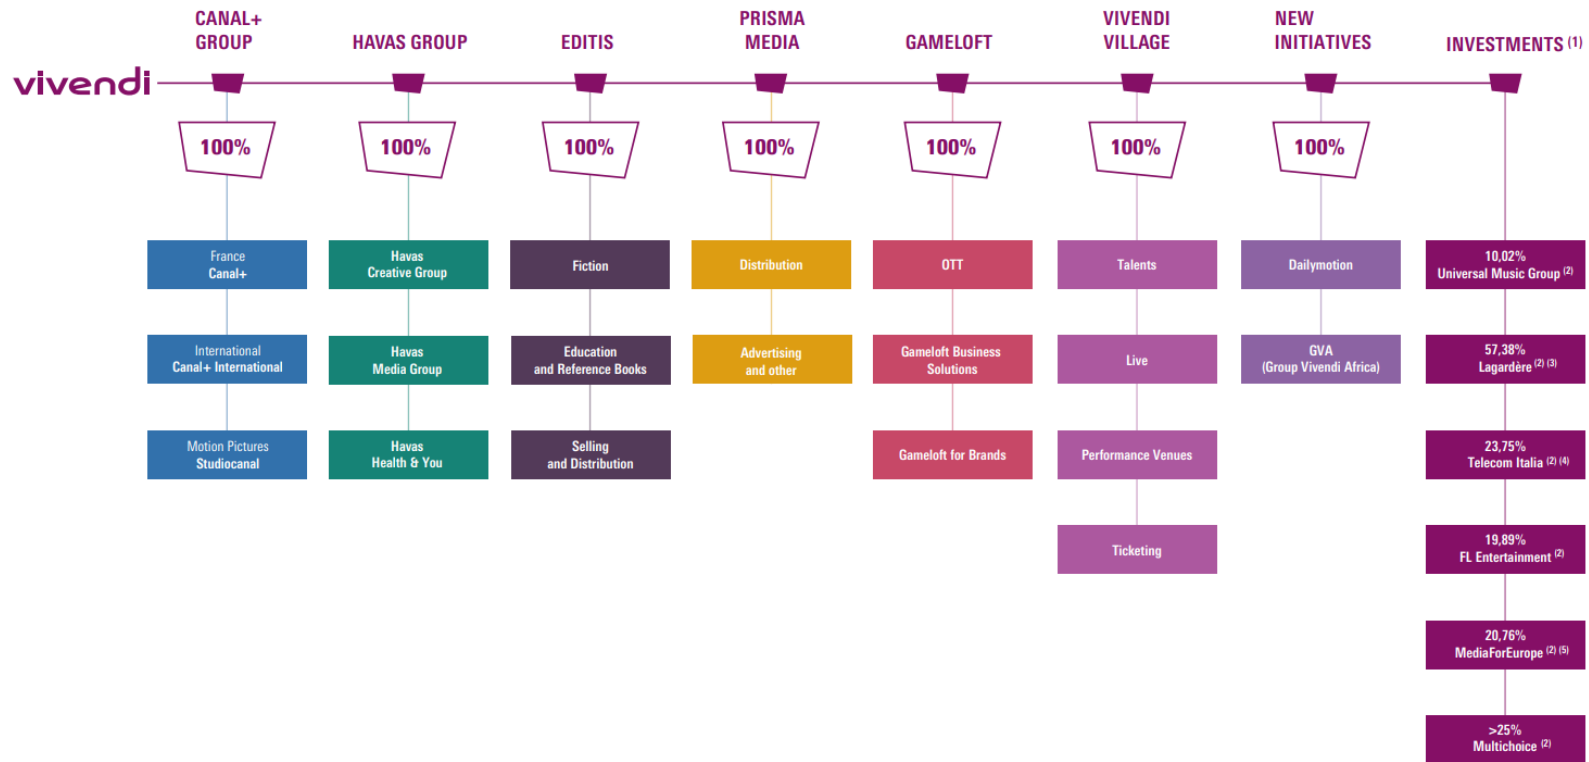 vivendi
CANAL+
GROUP
HAVAS GROUP
EDITIS
PRISMA
MEDIA
GAMELOFT
VIVENDI
VILLAGE
NEW
INITIATIVES
INVESTMENTS (1)
100%
100%
100%
100%
100%
100%
100%
France
Canal+
International
Canal+ International
Motion Pictures
Studiocanal
Havas
Creative Group
Havas
Media Group
Havas
Health & You
Fiction
Education
and Reference Books
Selling
and Distribution
Distribution
Advertising
and other
OTT
Gameloft Business
Solutions
Gameloft for Brands
Talents
Live
Performance Venues
Ticketing
Dailymotion
GVA
(Group Vivendi Africa)
10,02%
Universal Music Group (2)
57,38%
Lagardère (2) (3)
23,75%
Telecom Italia (2) (4)
19,89%
FL Entertainment (2)
20,76%
MediaForEurope (2) (5)
>25%
Multichoice (2)